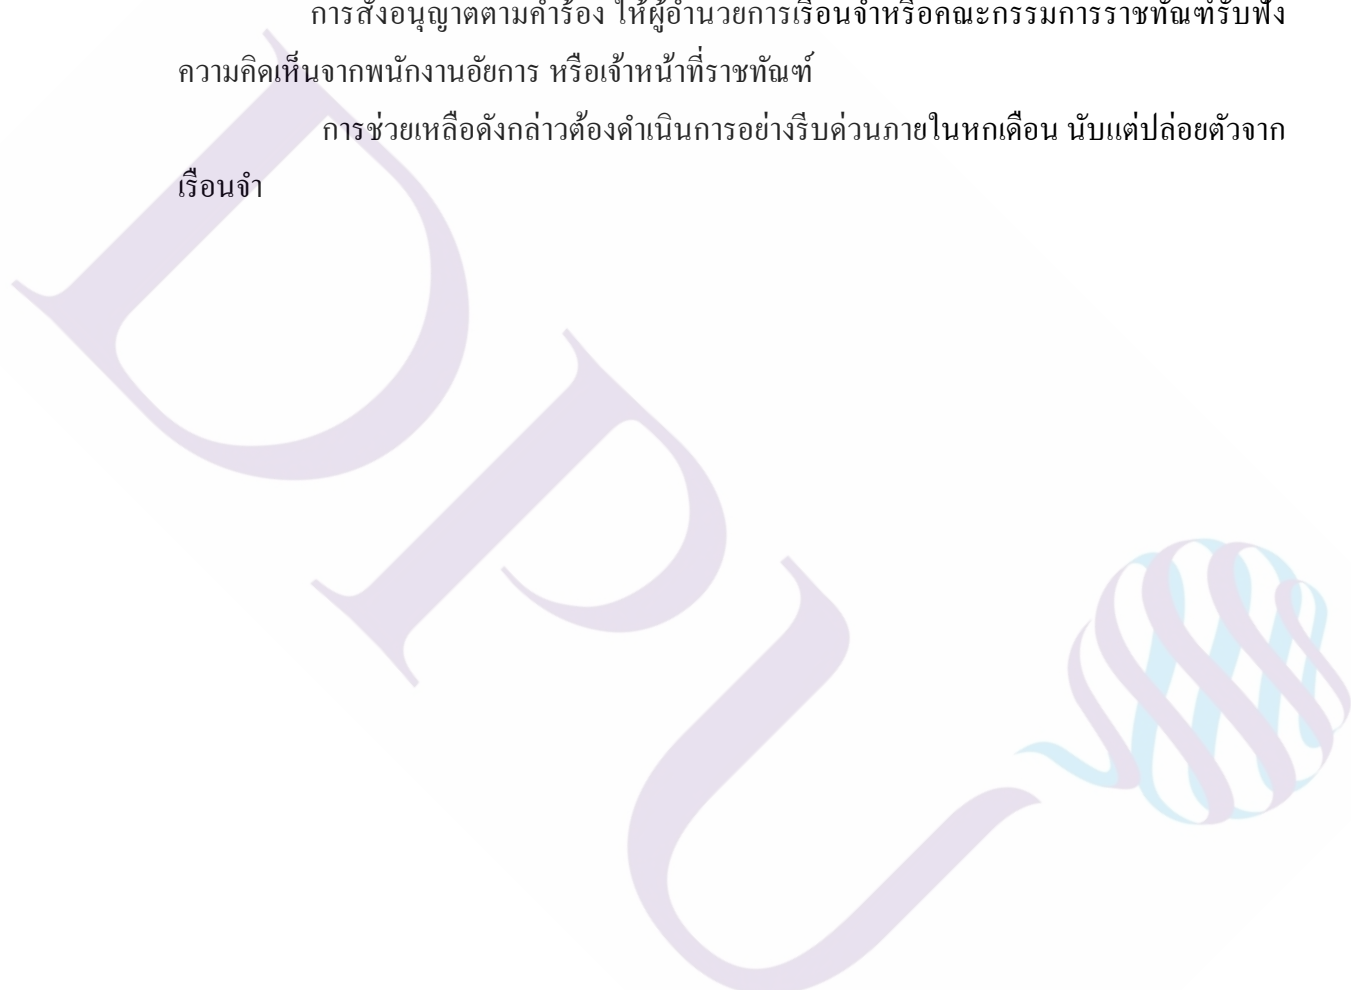 การสั่งอนุญาตตามคำร้อง ให้ผู้อำนวยการเรือนจำหรือคณะกรรมการราชทัณฑ์รับฟัง
ความคิดเห็นจากพนักงานอัยการ หรือเจ้าหน้าที่ราชทัณฑ์
การช่วยเหลือดังกล่าวต้องดำเนินการอย่างรีบด่วนภายในหกเดือน นับแต่ปล่อยตัวจาก
เรือนจำ
DPU